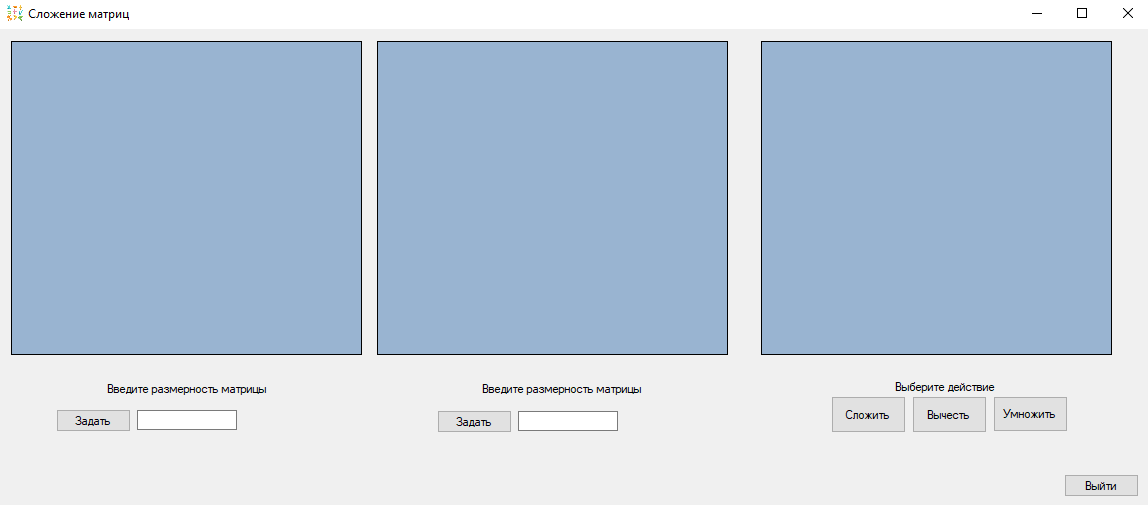 Сложение матриц
Введите размерность матрицы
Задать
Введите размерность матрицы
Задать
Выберите действие
Сложить Вычесть Умножить
Выйти